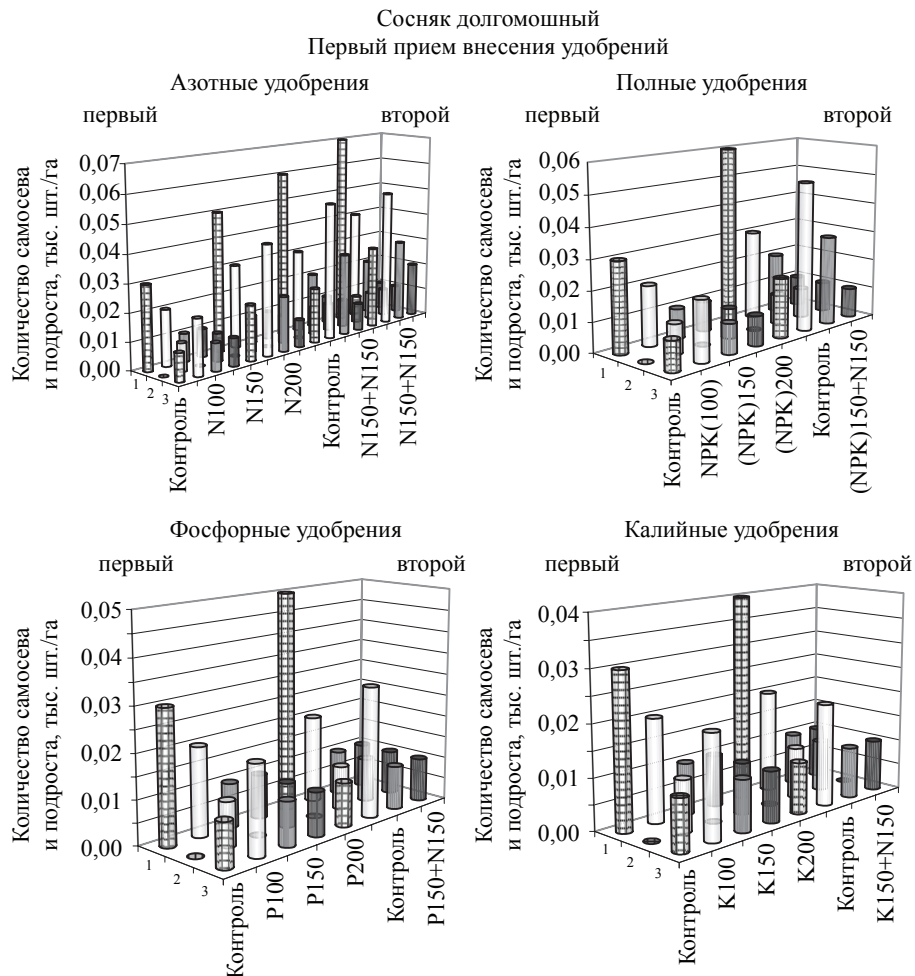 Сосняк долгомошный
Первый прием внесения удобрений
Азотные удобрения
первый
второй
Количество самосева
и подроста, тыс. шт./га
0,07
0,06
0,05
0,04
0,03
0,02
0,01
0,00
1
2
3
Контроль
N100
N150
N200
Контроль
N150+N150
N150+N150
Полные удобрения
первый
второй
Количество самосева
и подроста, тыс. шт./га
0,06
0,05
0,04
0,03
0,02
0,01
0,00
1
2
3
Контроль
NPK(100)
(NPK)150
(NPK)200
Контроль
(NPK)150+N150
Фосфорные удобрения
первый
второй
Количество самосева
и подроста, тыс. шт./га
0,05
0,04
0,03
0,02
0,01
0,00
1
2
3
Контроль
P100
P150
P200
Контроль
P150+N150
Калийные удобрения
первый
второй
Количество самосева
и подроста, тыс. шт./га
0,04
0,03
0,02
0,01
0,00
1
2
3
Контроль
K100
K150
K200
Контроль
K150+N150